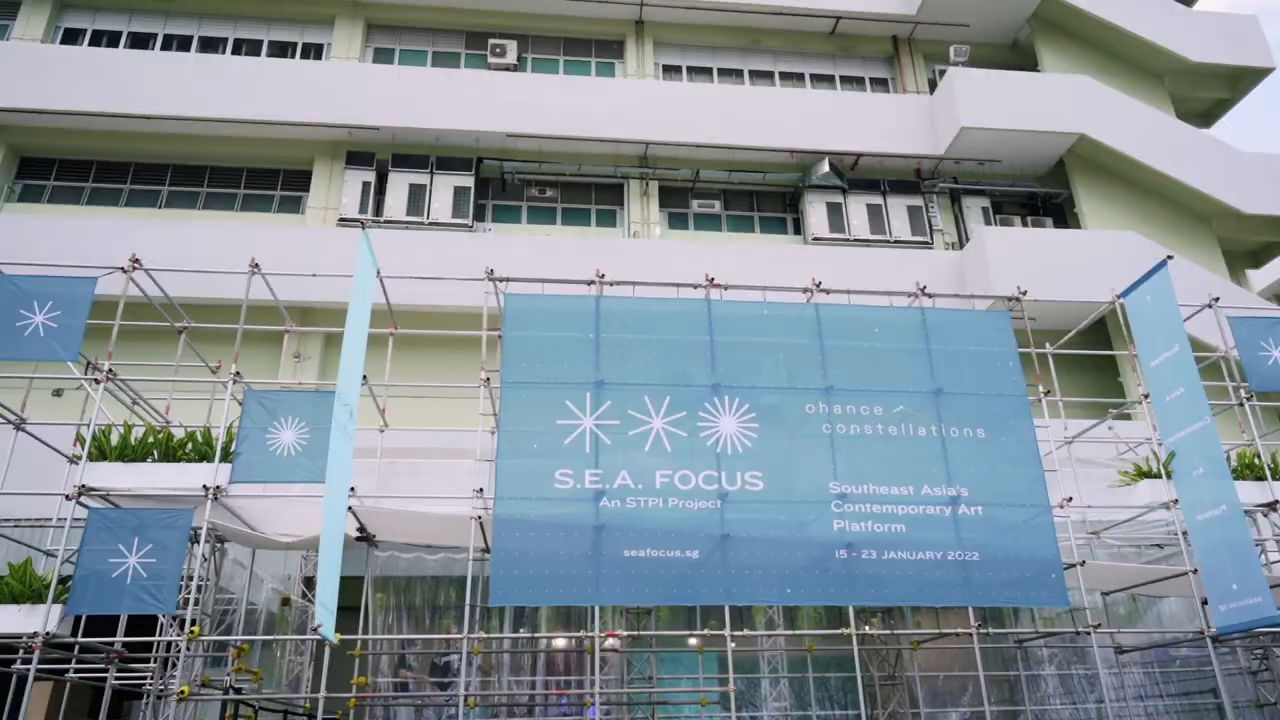 S.E.A. FOCUS
An STPI Project
seafocus.sg
chance
constellations
Southeast Asia's
Contemporary Art
Platform
15 - 23 JANUARY 2022